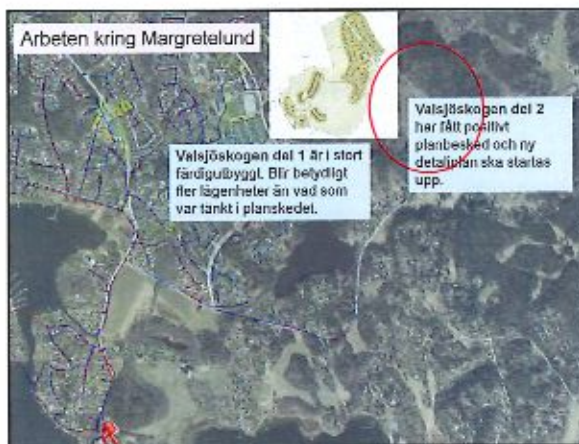 Arbeten kring Margretelund
Valsjöskogen del 1 är i stort
färdigutbyggt. Blir betydligt
fler lägenheter än vad som
var tänkt i planskedet.
Valsjöskogen del 2
har fått positivt
planbesked och ny
detaljplan ska startas
upp.